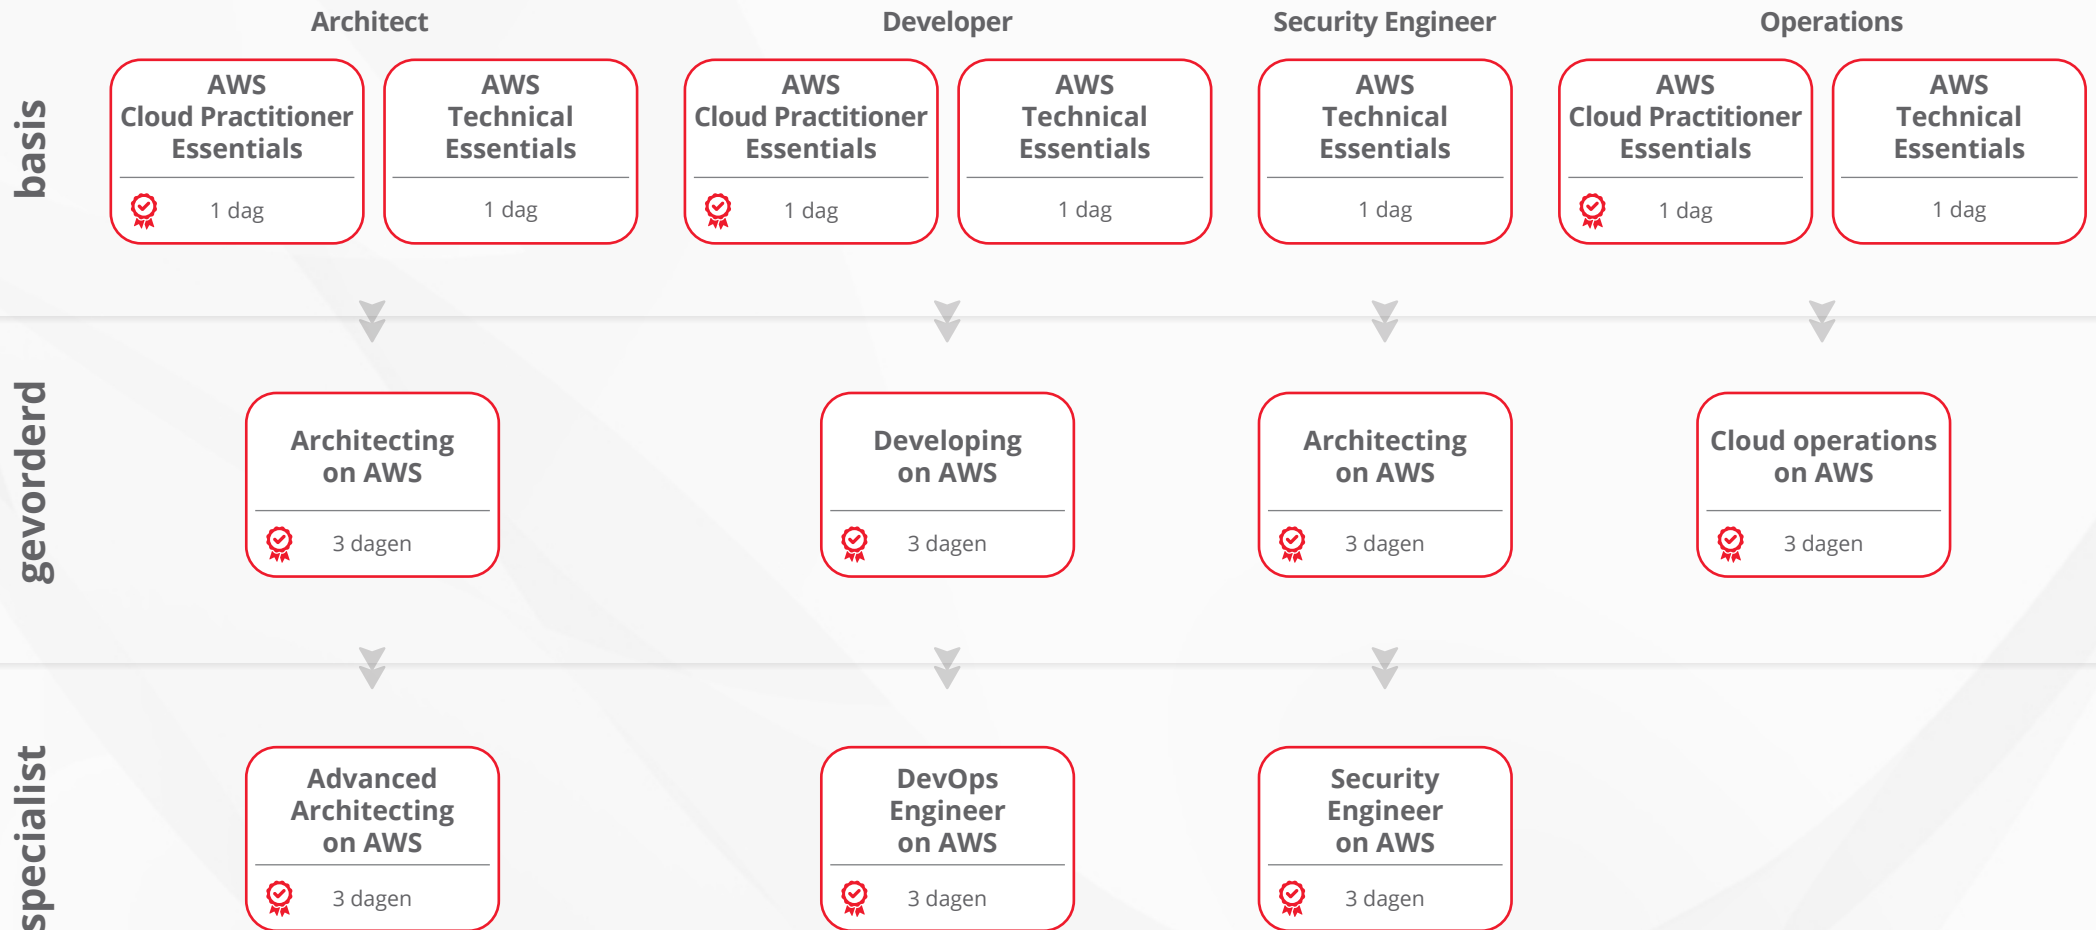 Architect
Developer
Security Engineer
Operations
basis
AWS
Cloud Practitioner
Essentials
1 dag
AWS
Technical
Essentials
1 dag
AWS
Cloud Practitioner
Essentials
1 dag
AWS
Technical
Essentials
1 dag
AWS
Technical
Essentials
1 dag
AWS
Cloud Practitioner
Essentials
1 dag
AWS
Technical
Essentials
1 dag
gevorderd
Architecting
on AWS
3 dagen
Developing
on AWS
3 dagen
Architecting
on AWS
3 dagen
Cloud operations
on AWS
3 dagen
specialist
Advanced
Architecting
on AWS
3 dagen
DevOps
Engineer
on AWS
3 dagen
Security
Engineer
on AWS
3 dagen